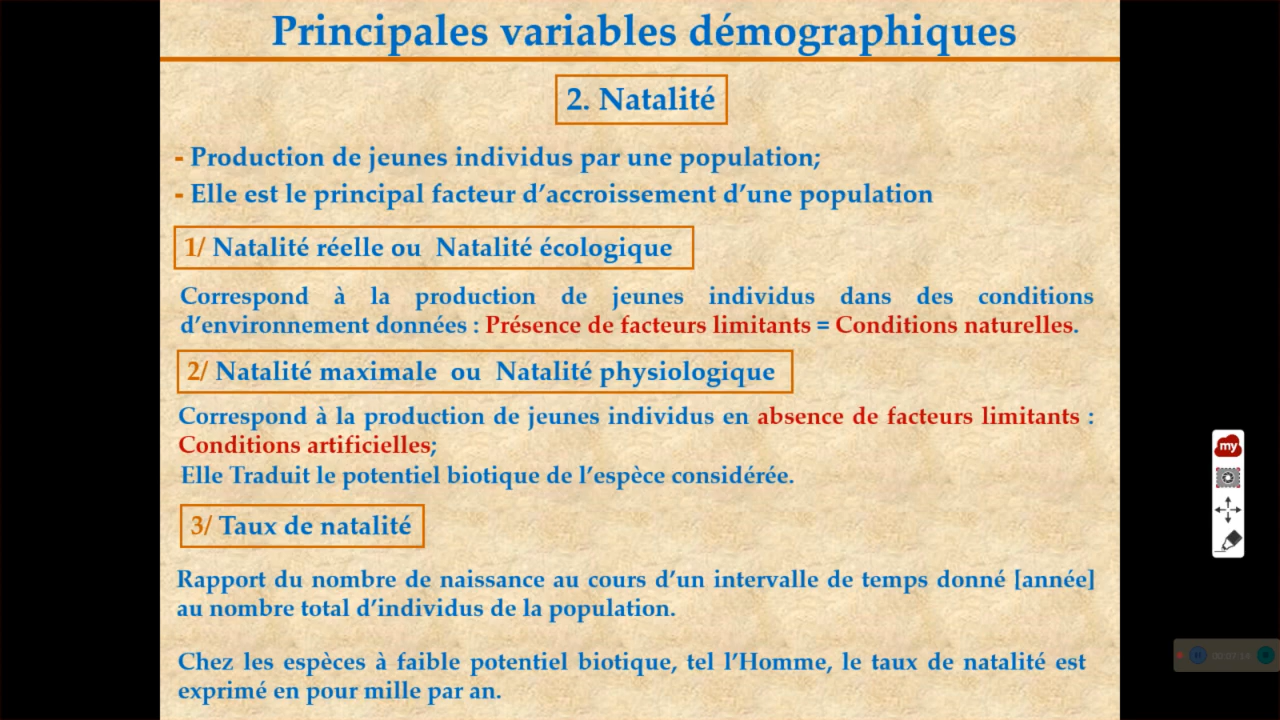 Principales variables démographiques
2. Natalité
- Production de jeunes individus par une population;
- Elle est le principal facteur d’accroissement d’une population
1/ Natalité réelle ou Natalité écologique
Correspond à la production de jeunes individus dans des conditions
d’environnement données : Présence de facteurs limitants = Conditions naturelles.
2/ Natalité maximale ou Natalité physiologique
Correspond à la production de jeunes individus en absence de facteurs limitants :
Conditions artificielles;
Elle Traduit le potentiel biotique de l’espèce considérée.
3/ Taux de natalité
Rapport du nombre de naissance au cours d’un intervalle de temps donné [année]
au nombre total d’individus de la population.
Chez les espèces à faible potentiel biotique, tel l’Homme, le taux de natalité est
exprimé en pour mille par an.
my